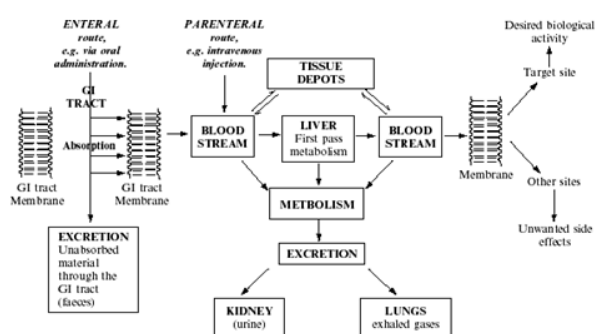 ENTERAL
route,
e.g. via oral
administration.
PARENTERAL
route,
e.g. intravenous
injection.
GI
TRACT
Absorption
GI tract
Membrane
GI tract
Membrane
EXCRETION
Unabsorbed
material
through the
GI tract
(faeces)
BLOOD
STREAM
TISSUE
DEPOTS
LIVER
First pass
metabolism
BLOOD
STREAM
METABOLISM
EXCRETION
KIDNEY
(urine)
LUNGS
exhaled gases
Membrane
Desired biological
activity
Target site
Other sites
Unwanted side
effects